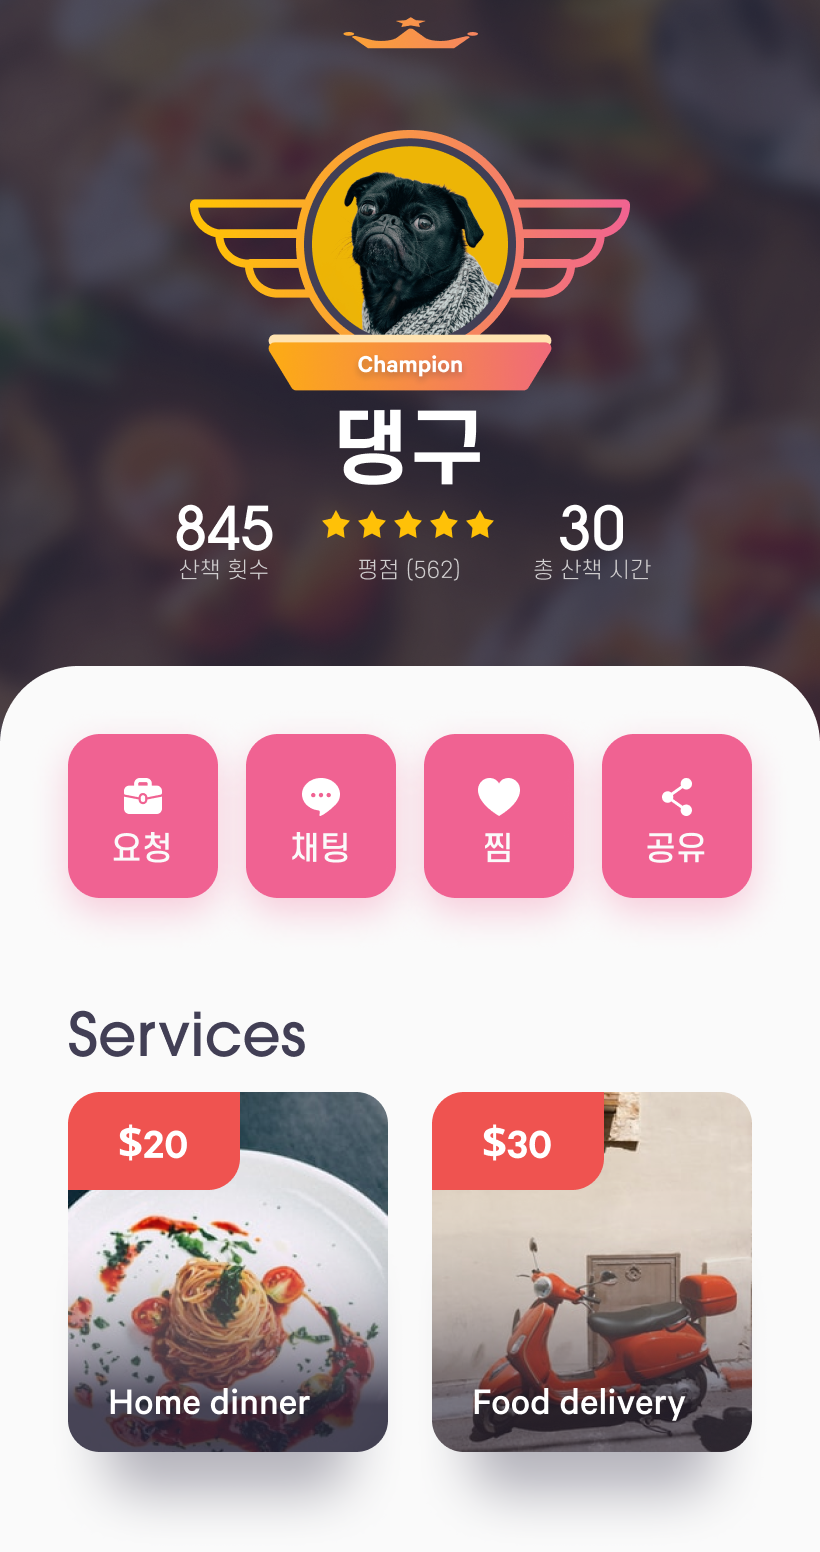 Champion
댕구
845
산책 횟수
평점 (562)
30
총 산책 시간
요청
채팅
찜
공유
Services
$20
Home dinner
$30
Food delivery